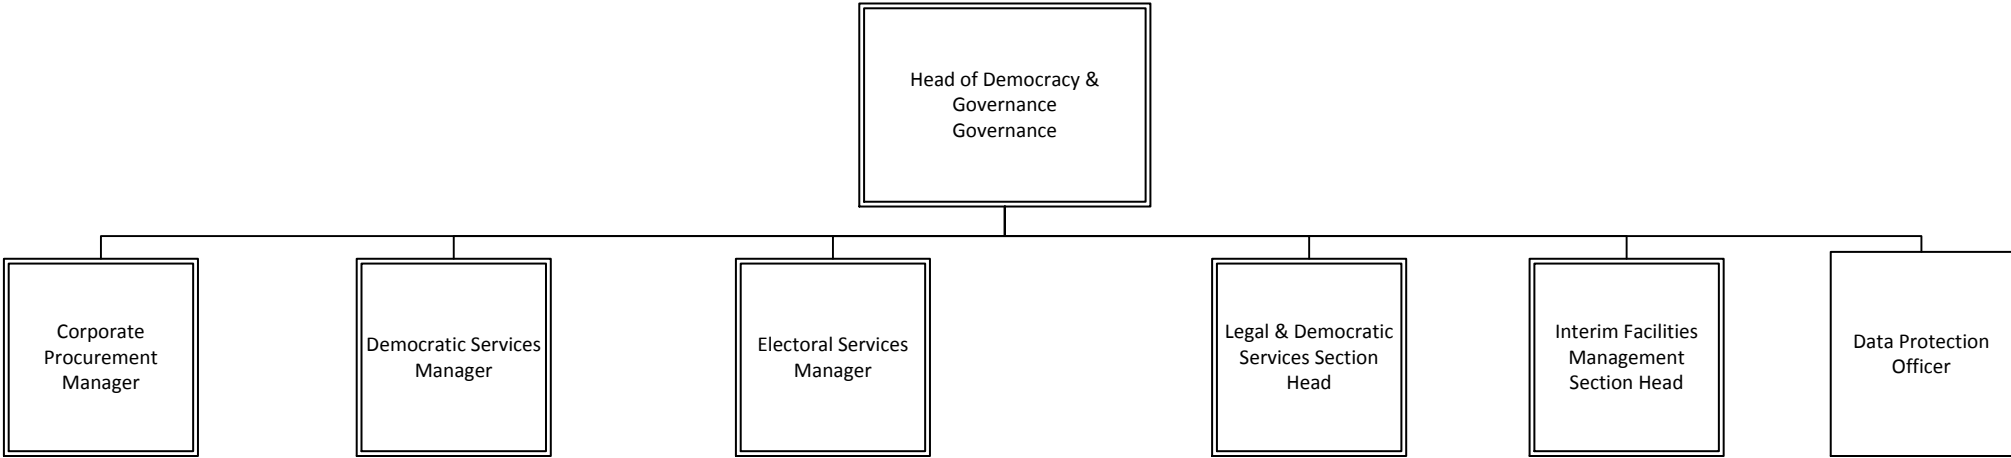 Head of Democracy &
Governance
Governance
Corporate
Procurement
Manager
Democratic Services
Manager
Electoral Services
Manager
Legal & Democratic
Services Section
Head
Interim Facilities
Management
Section Head
Data Protection
Officer